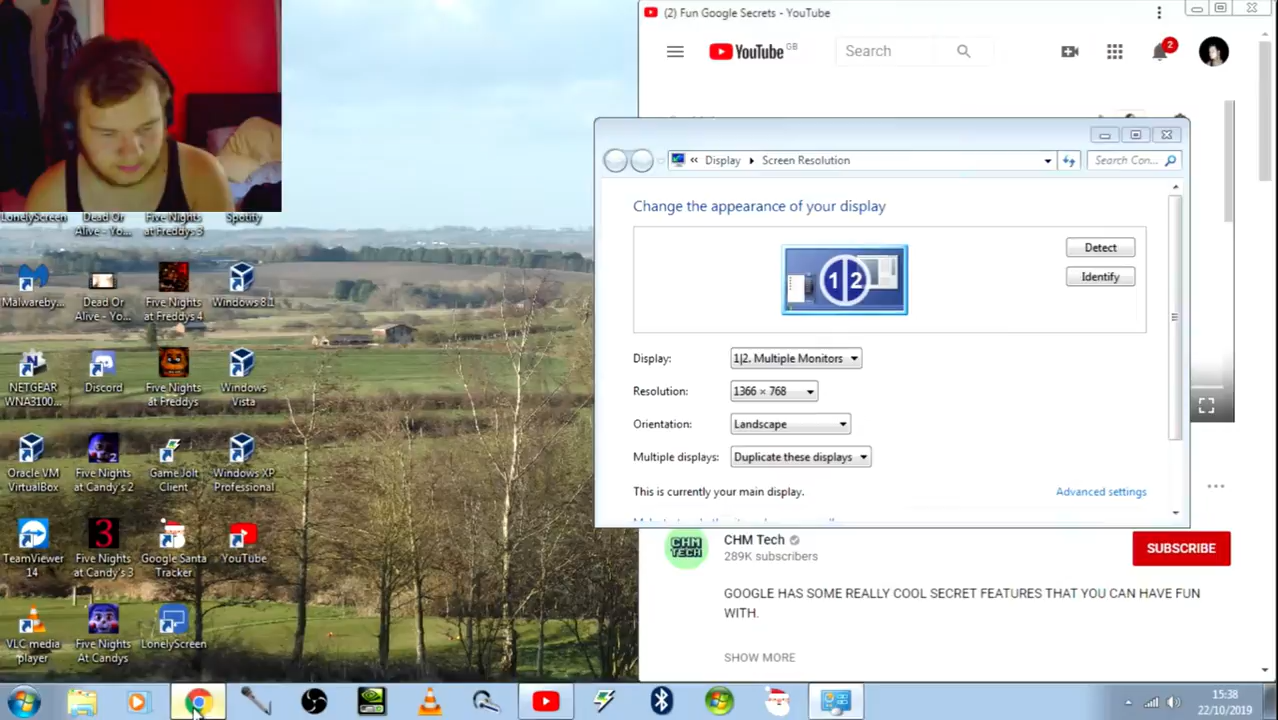 (2) Fun Google Secrets - YouTube
YouTube GB
Search
2
Display ▸ Screen Resolution
Search Con...
Change the appearance of your display
Detect
Identify
1 2
Display:
1|2. Multiple Monitors
Resolution:
1366 × 768
Orientation:
Landscape
Multiple displays:
Duplicate these displays
This is currently your main display.
Advanced settings
CHM TECH
CHM Tech
289K subscribers
SUBSCRIBE
GOOGLE HAS SOME REALLY COOL SECRET FEATURES THAT YOU CAN HAVE FUN
WITH.
SHOW MORE
LonelyScreen
Dead Or
Alive - Yo...
Five Nights
at Freddys 3
Spotify
Malwareby...
Dead Or
Alive - Yo...
Five Nights
at Freddys 4
Windows 8.1
NETGEAR
WNA3100...
Discord
Five Nights
at Freddys
Windows
Vista
Oracle VM
VirtualBox
Five Nights
at Candy's 2
Game Jolt
Client
Windows XP
Professional
TeamViewer
14
Five Nights
at Candy's 3
Google Santa
Tracker
YouTube
VLC media
player
Five Nights
At Candys
LonelyScreen
15:38
22/10/2019